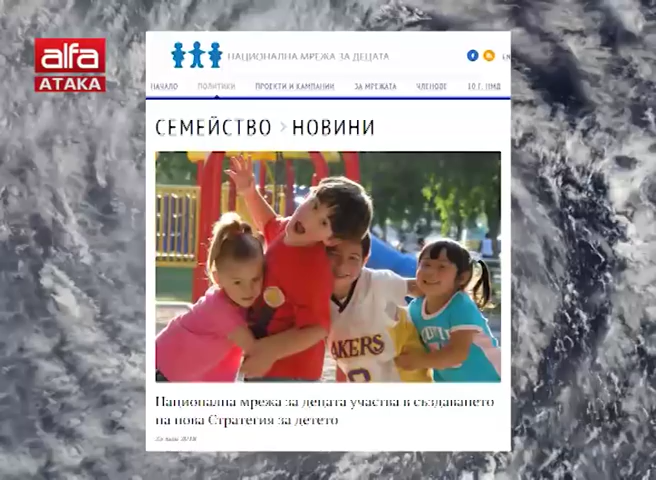 alfa
АТАКА
НАЦИОНАЛНА МРЕЖА ЗА ДЕЦАТА
НАЧАЛО ПОЛИТИКИ ПРОЕКТИ И КАМПАНИИ ЗА МРЕЖАТА ЧЛЕНОВЕ 10 Г. НМД
СЕМЕЙСТВО > НОВИНИ
AKERS
Национална мрежа за децата участва в създаването
на нова Стратегия за детето